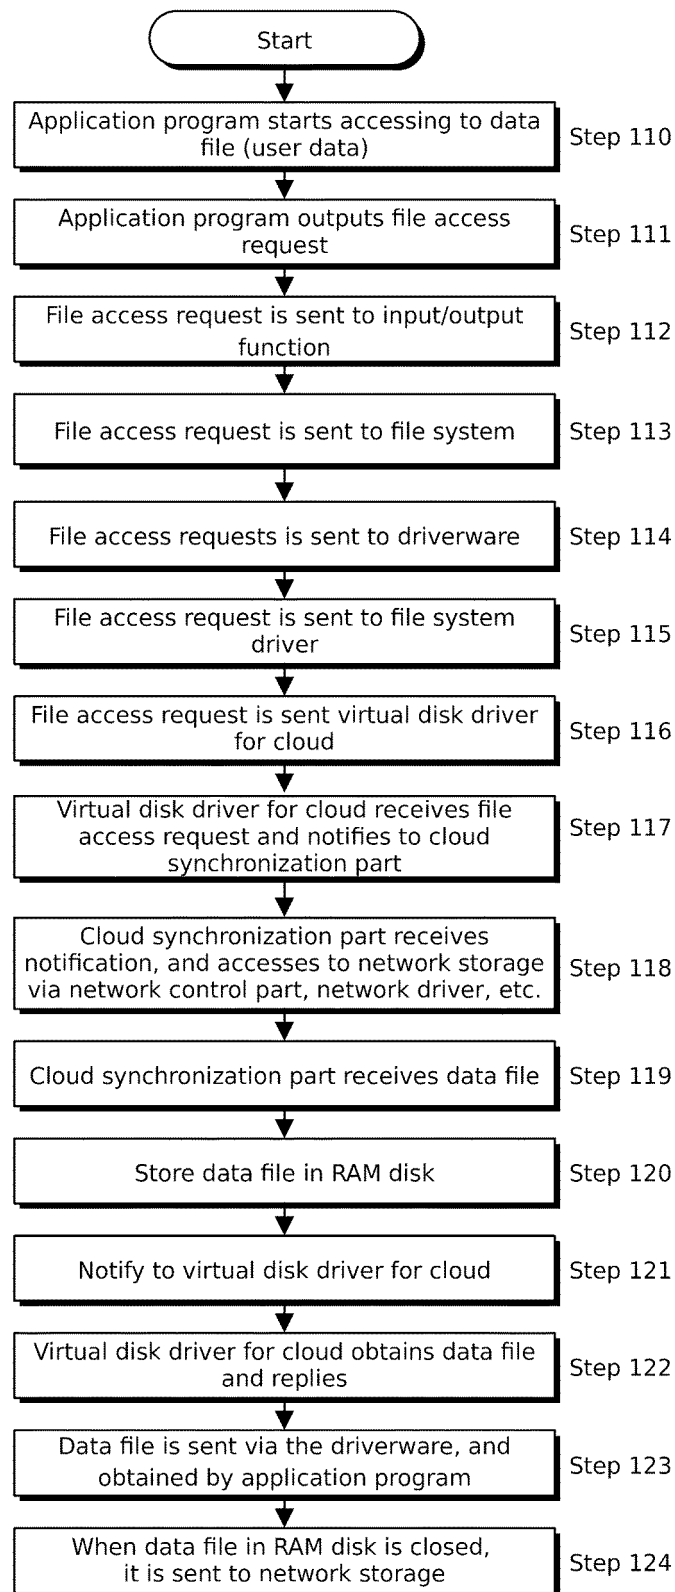 Start
Application program starts accessing to data
file (user data)
Step 110
Application program outputs file access
request
Step 111
File access request is sent to input/output
function
Step 112
File access request is sent to file system
Step 113
File access requests is sent to driverware
Step 114
File access request is sent to file system
driver
Step 115
File access request is sent virtual disk driver
for cloud
Step 116
Virtual disk driver for cloud receives file
access request and notifies to cloud
synchronization part
Step 117
Cloud synchronization part receives
notification, and accesses to network storage
via network control part, network driver, etc.
Step 118
Cloud synchronization part receives data file
Step 119
Store data file in RAM disk
Step 120
Notify to virtual disk driver for cloud
Step 121
Virtual disk driver for cloud obtains data file
and replies
Step 122
Data file is sent via the driverware, and
obtained by application program
Step 123
When data file in RAM disk is closed,
it is sent to network storage
Step 124